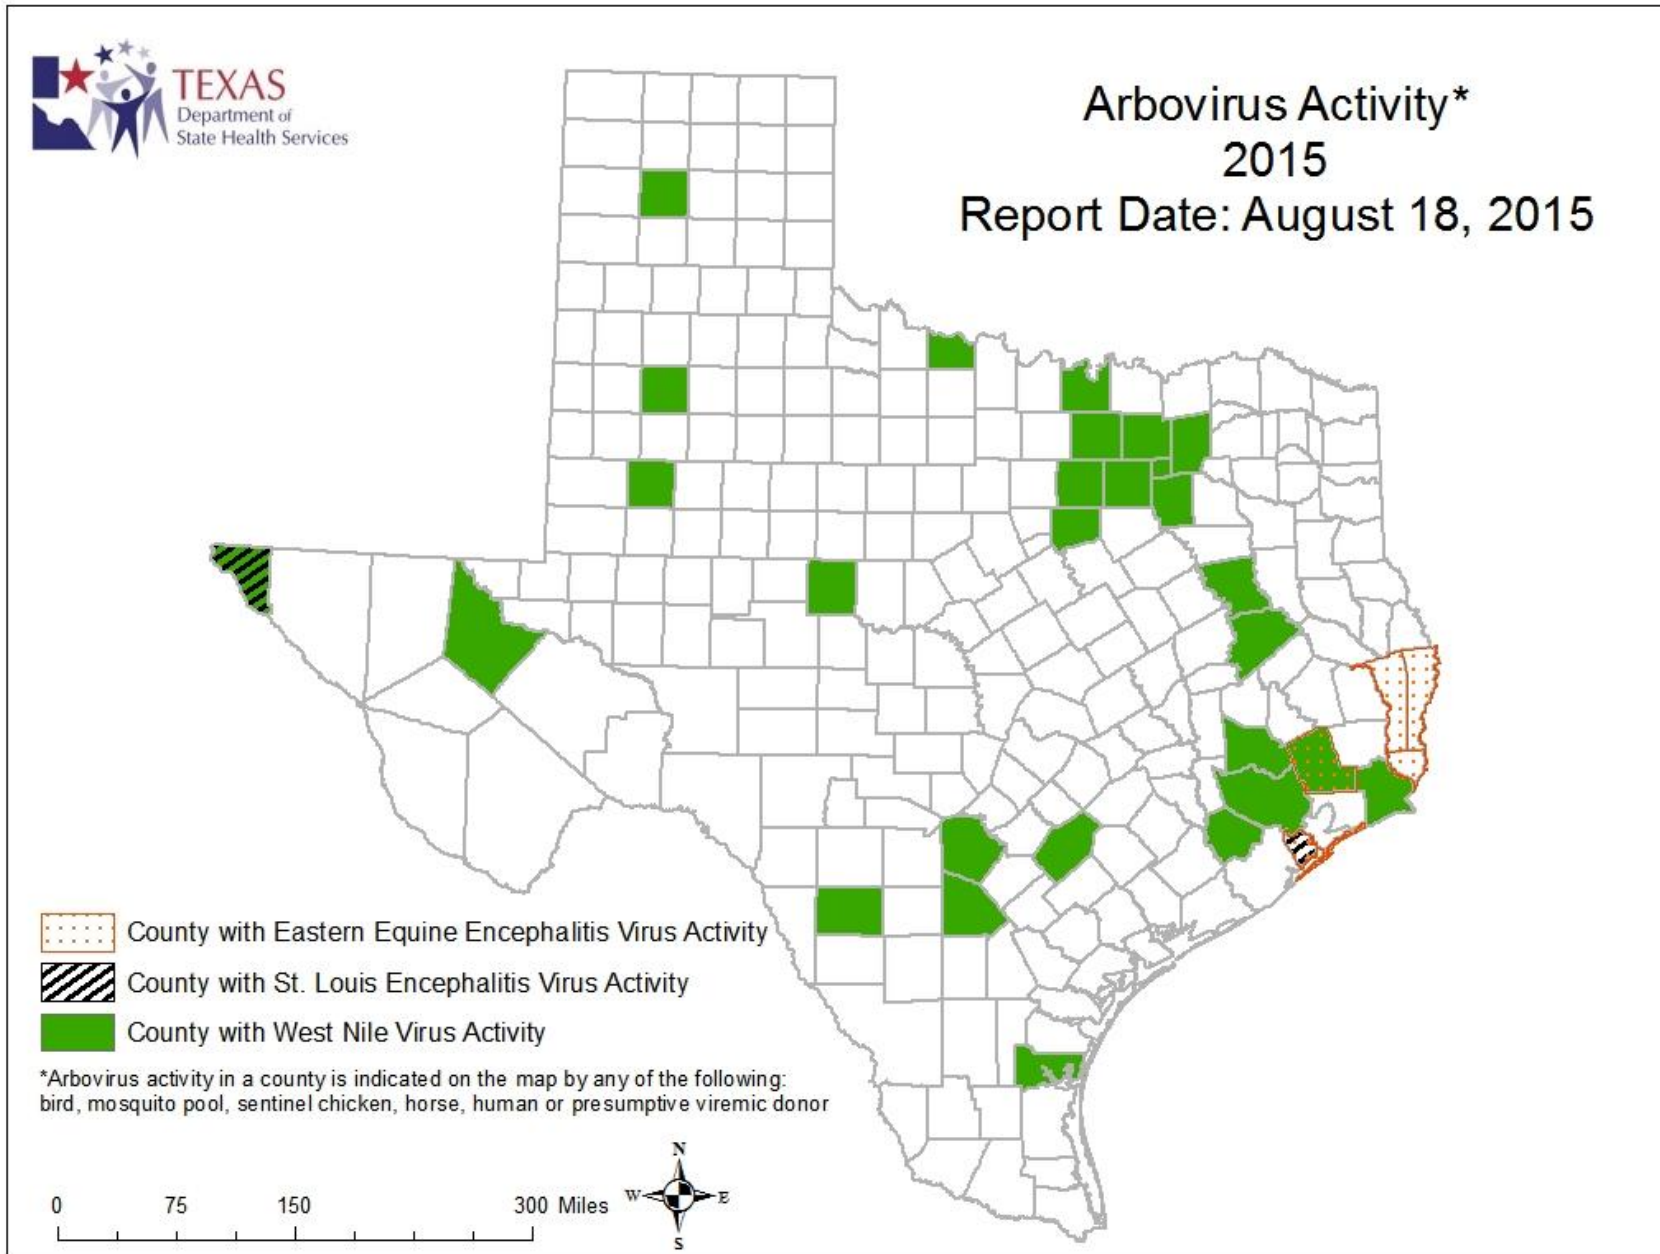 TEXAS
Department of
State Health Services
Arbovirus Activity*
2015
Report Date: August 18, 2015
County with Eastern Equine Encephalitis Virus Activity
County with St. Louis Encephalitis Virus Activity
County with West Nile Virus Activity
*Arbovirus activity in a county is indicated on the map by any of the following:
bird, mosquito pool, sentinel chicken, horse, human or presumptive viremic donor
0 75 150 300 Miles
N
W E
S